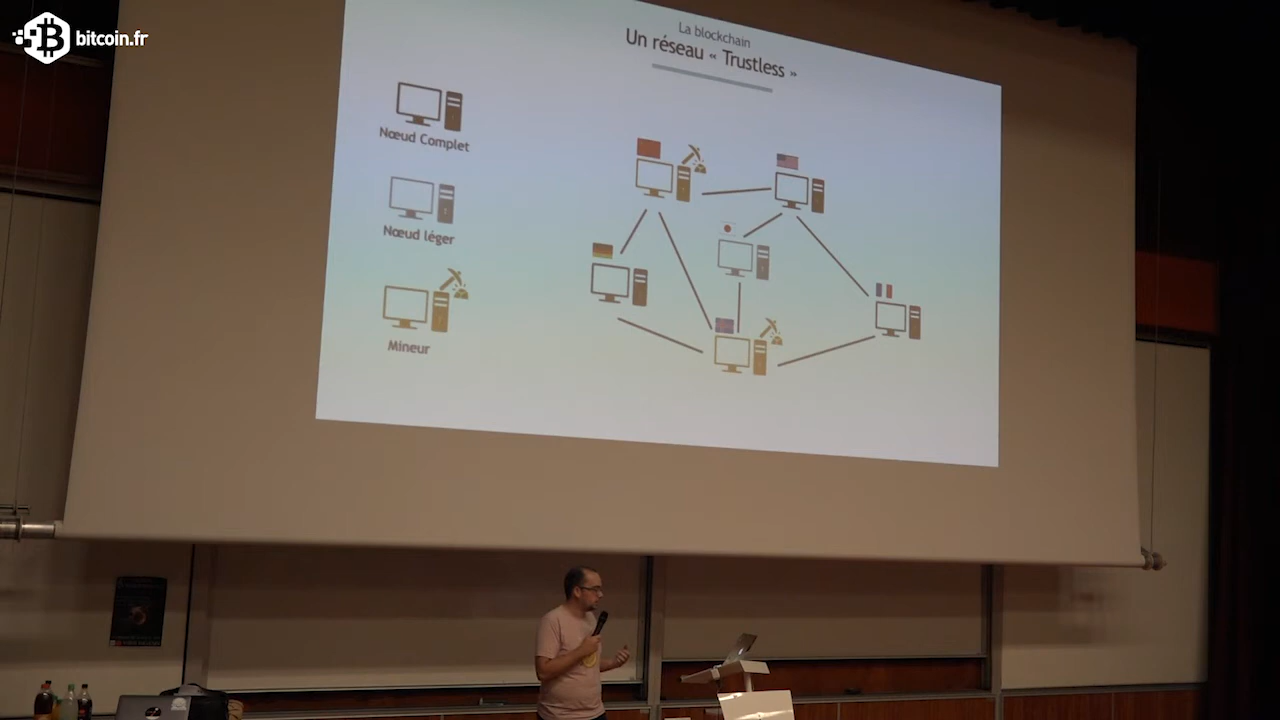 bitcoin.fr
La blockchain
Un réseau « Trustless »
Nœud Complet
Nœud léger
Mineur